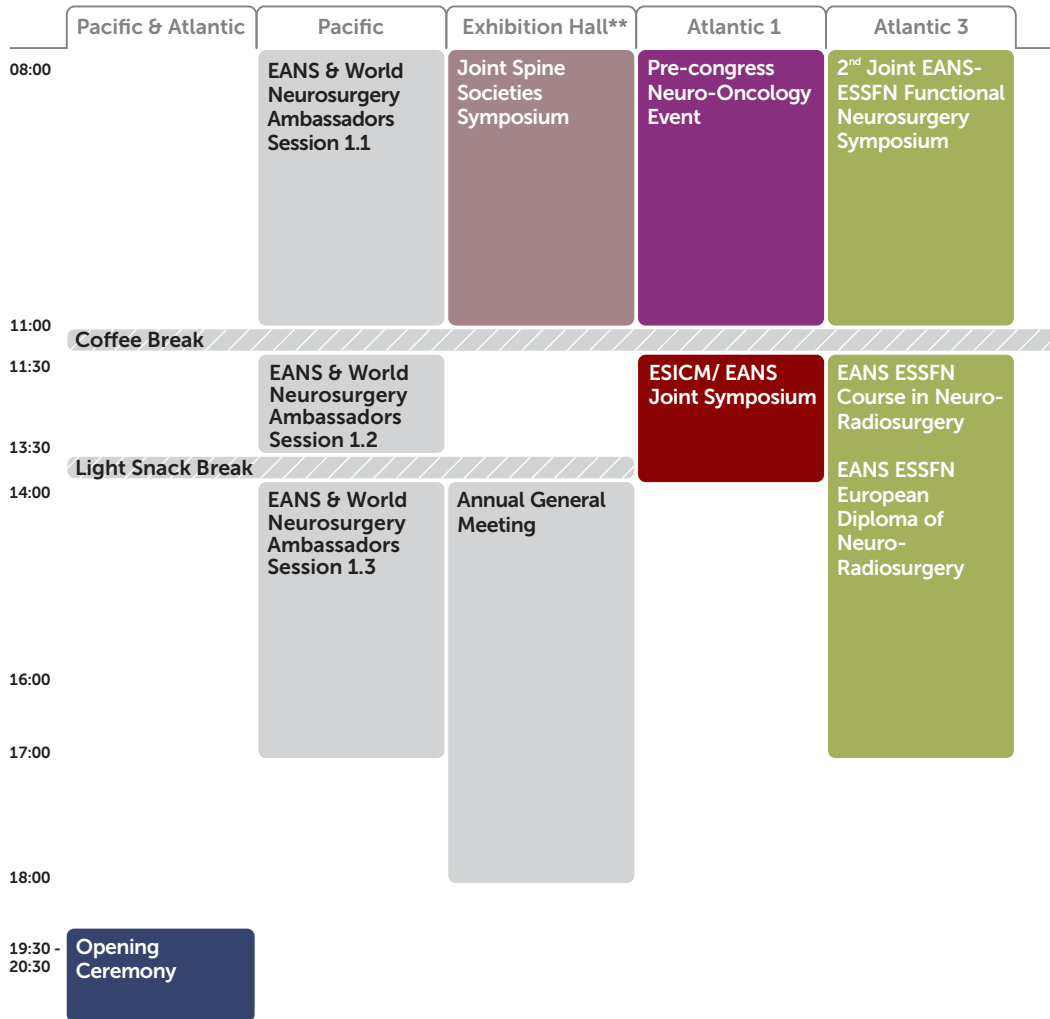 Pacific & Atlantic
Pacific
Exhibition Hall**
Atlantic 1
Atlantic 3
08:00
EANS & World
Neurosurgery
Ambassadors
Session 1.1
Joint Spine
Societies
Symposium
Pre-congress
Neuro-Oncology
Event
2nd Joint EANS-
ESSFN Functional
Neurosurgery
Symposium
11:00
Coffee Break
11:30
EANS & World
Neurosurgery
Ambassadors
Session 1.2
ESICM/ EANS
Joint Symposium
EANS ESSFN
Course in Neuro-
Radiosurgery
EANS ESSFN
European
Diploma of
Neuro-
Radiosurgery
13:30
Light Snack Break
14:00
EANS & World
Neurosurgery
Ambassadors
Session 1.3
Annual General
Meeting
16:00
17:00
18:00
19:30 -
20:30
Opening
Ceremony